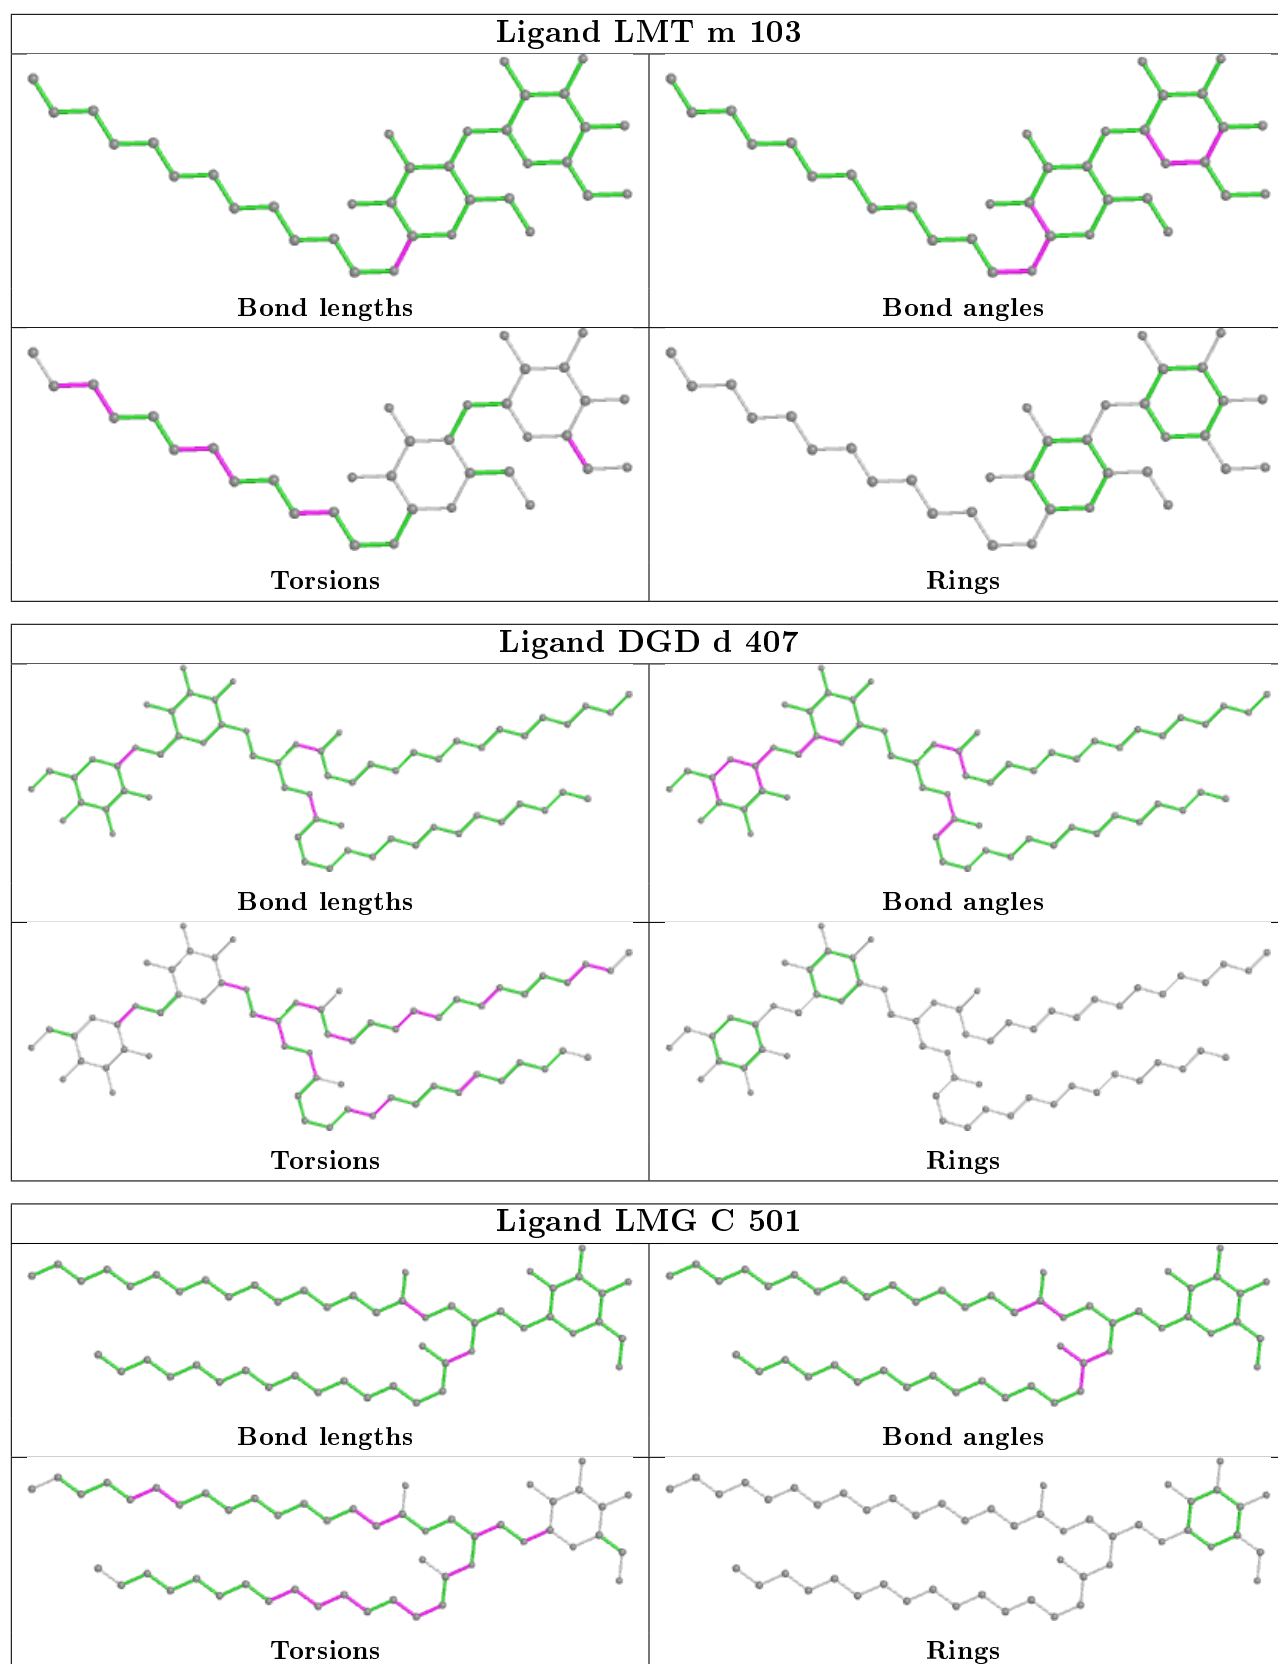 Ligand LMT m 103
Bond lengths
Bond angles
Torsions
Rings
Ligand DGD d 407
Bond lengths
Bond angles
Torsions
Rings
Ligand LMG C 501
Bond lengths
Bond angles
Torsions
Rings